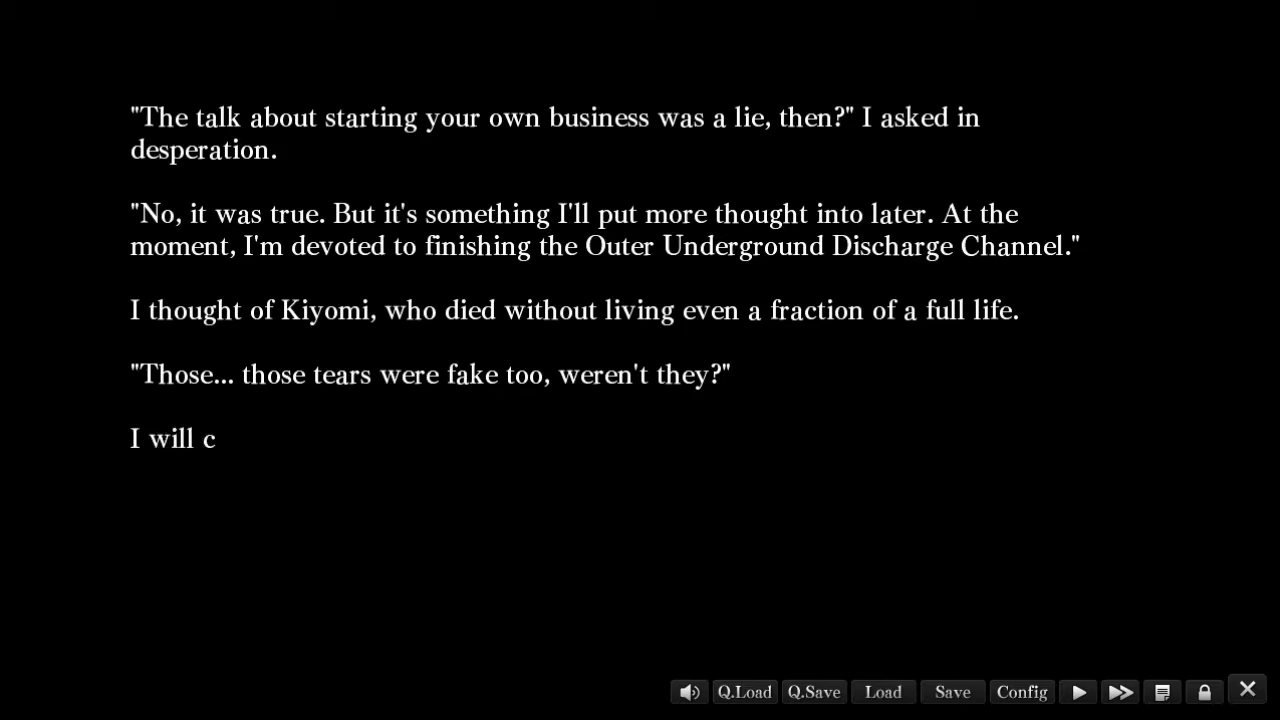 "The talk about starting your own business was a lie, then?" I asked in
desperation.
"No, it was true. But it's something I'll put more thought into later. At the
moment, I'm devoted to finishing the Outer Underground Discharge Channel."
I thought of Kiyomi, who died without living even a fraction of a full life.
"Those... those tears were fake too, weren't they?"
I will c
Q.Load Q.Save Load Save Config